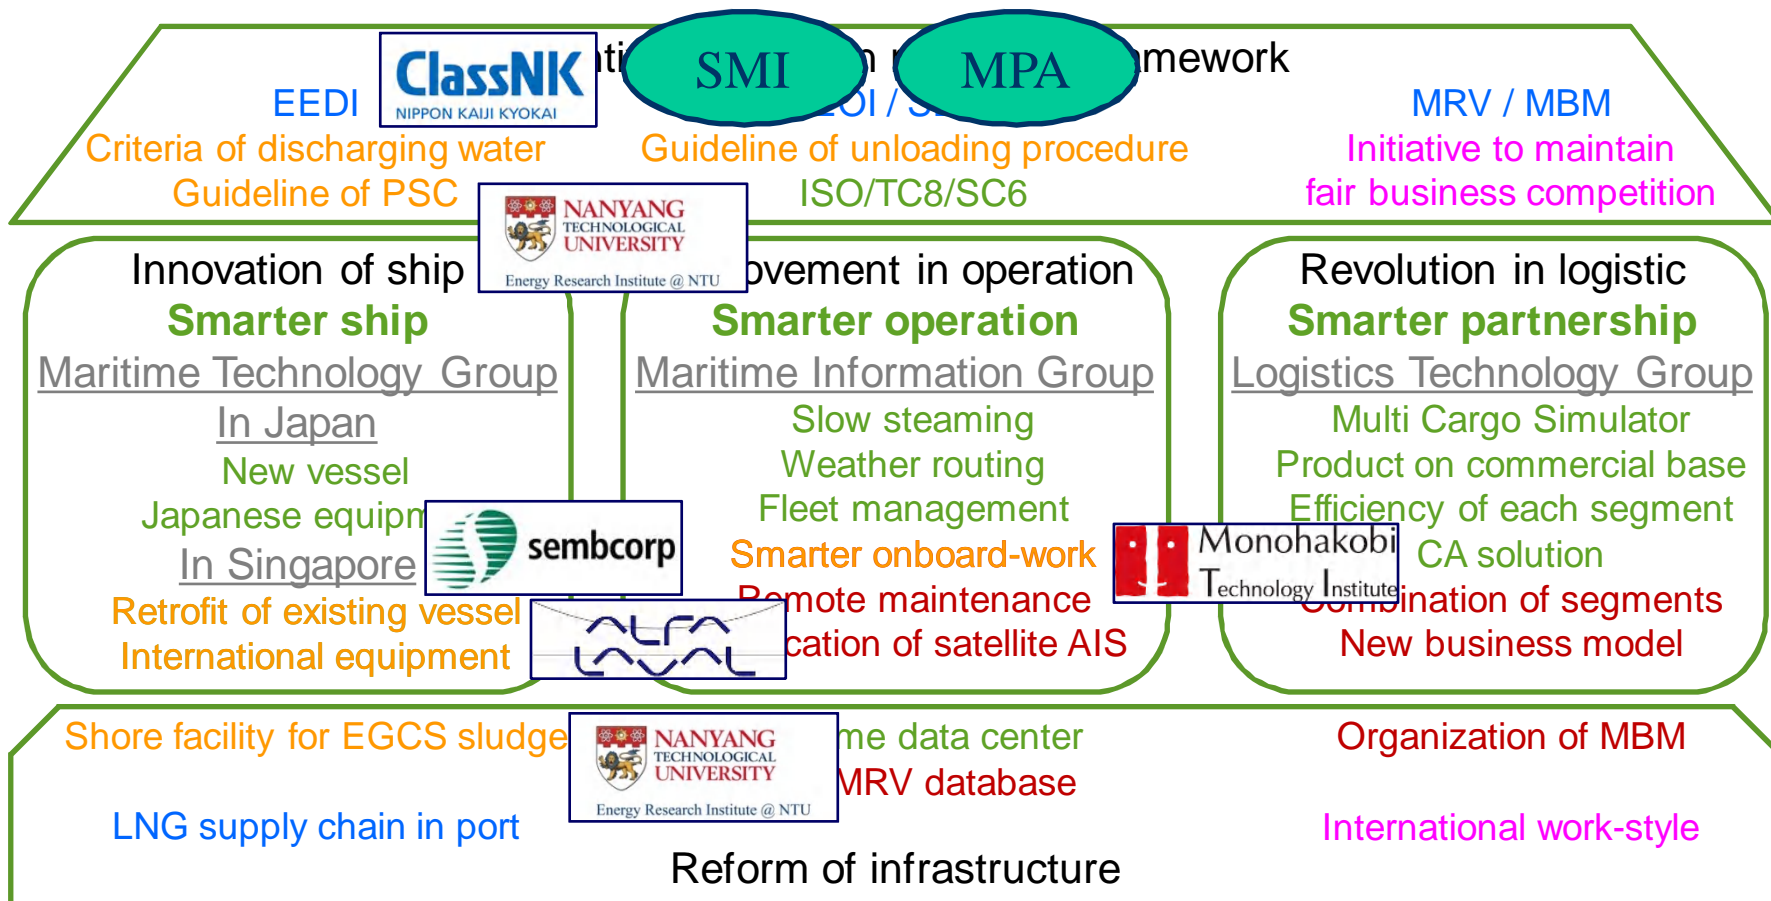 ClassNK
NIPPON KAIJI KYOKAI
SMI
MPA
EEDI
MRV / MBM
Criteria of discharging water
Guideline of unloading procedure
Initiative to maintain
Guideline of PSC
ISO/TC8/SC6
fair business competition
NANYANG
TECHNOLOGICAL
UNIVERSITY
Energy Research Institute @ NTU
Innovation of ship
in operation
Revolution in logistic
Smarter ship
Smarter operation
Smarter partnership
Maritime Technology Group
Maritime Information Group
Logistics Technology Group
In Japan
Slow steaming
Multi Cargo Simulator
New vessel
Weather routing
Product on commercial base
Japanese
Fleet management
Efficiency of each segment
In Singapore
sembcorp
Smarter onboard-work
Monohakobi
Technology Institute
CA solution
Retrofit of existing vessel
Remote maintenance
Combination of segments
International equipment
ALFA
LAVAL
of satellite AIS
New business model
Shore facility for EGCS sludge
NANYANG
TECHNOLOGICAL
UNIVERSITY
Energy Research Institute @ NTU
data center
Organization of MBM
MRV database
LNG supply chain in port
International work-style
Reform of infrastructure